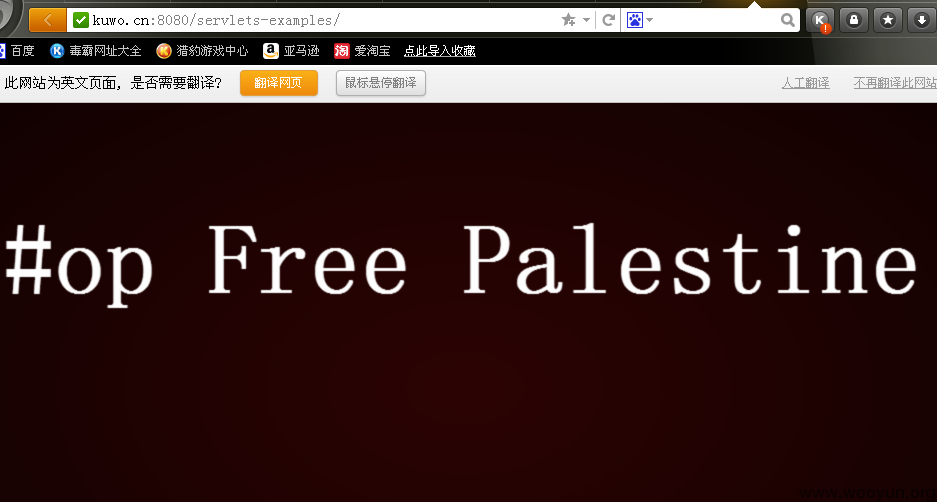 kuwo.cn:8080/servlets-examples/
百度 毒霸网址大全 猎豹游戏中心 亚马逊 爱淘宝 点此导入收藏
此网站为英文页面，是否需要翻译？ 翻译网页 鼠标悬停翻译 人工翻译 不再翻译此网站
#op Free Palestine